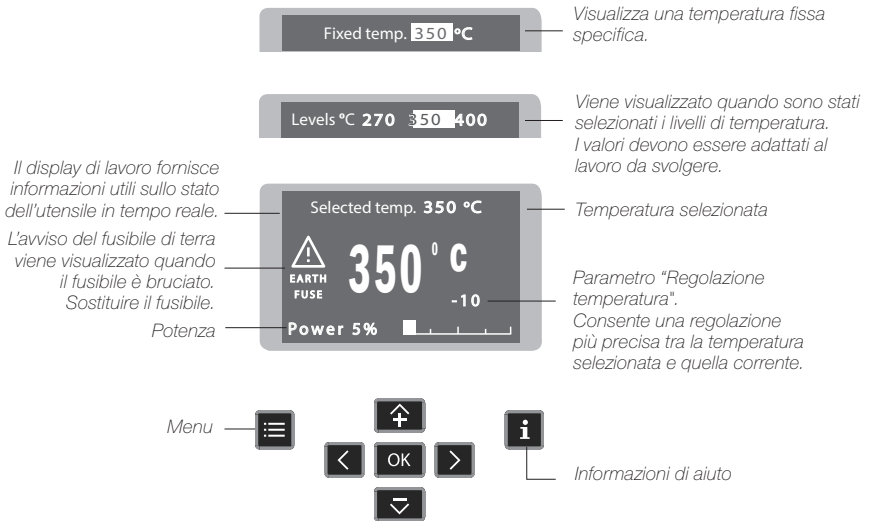 Fixed temp. 350 °C
Visualizza una temperatura fissa
specifica.
Levels °C 270 350 400
Viene visualizzato quando sono stati
selezionati i livelli di temperatura.
I valori devono essere adattati al
lavoro da svolgere.
Il display di lavoro fornisce
informazioni utili sullo stato
dell'utensile in tempo reale.
L'avviso del fusibile di terra
viene visualizzato quando
il fusibile è bruciato.
Sostituire il fusibile.
Potenza
Selected temp. 350 °C
EARTH
FUSE
350° C
-10
Power 5%
Temperatura selezionata
Parametro “Regolazione
temperatura".
Consente una regolazione
più precisa tra la temperatura
selezionata e quella corrente.
Menu
OK
i
Informazioni di aiuto